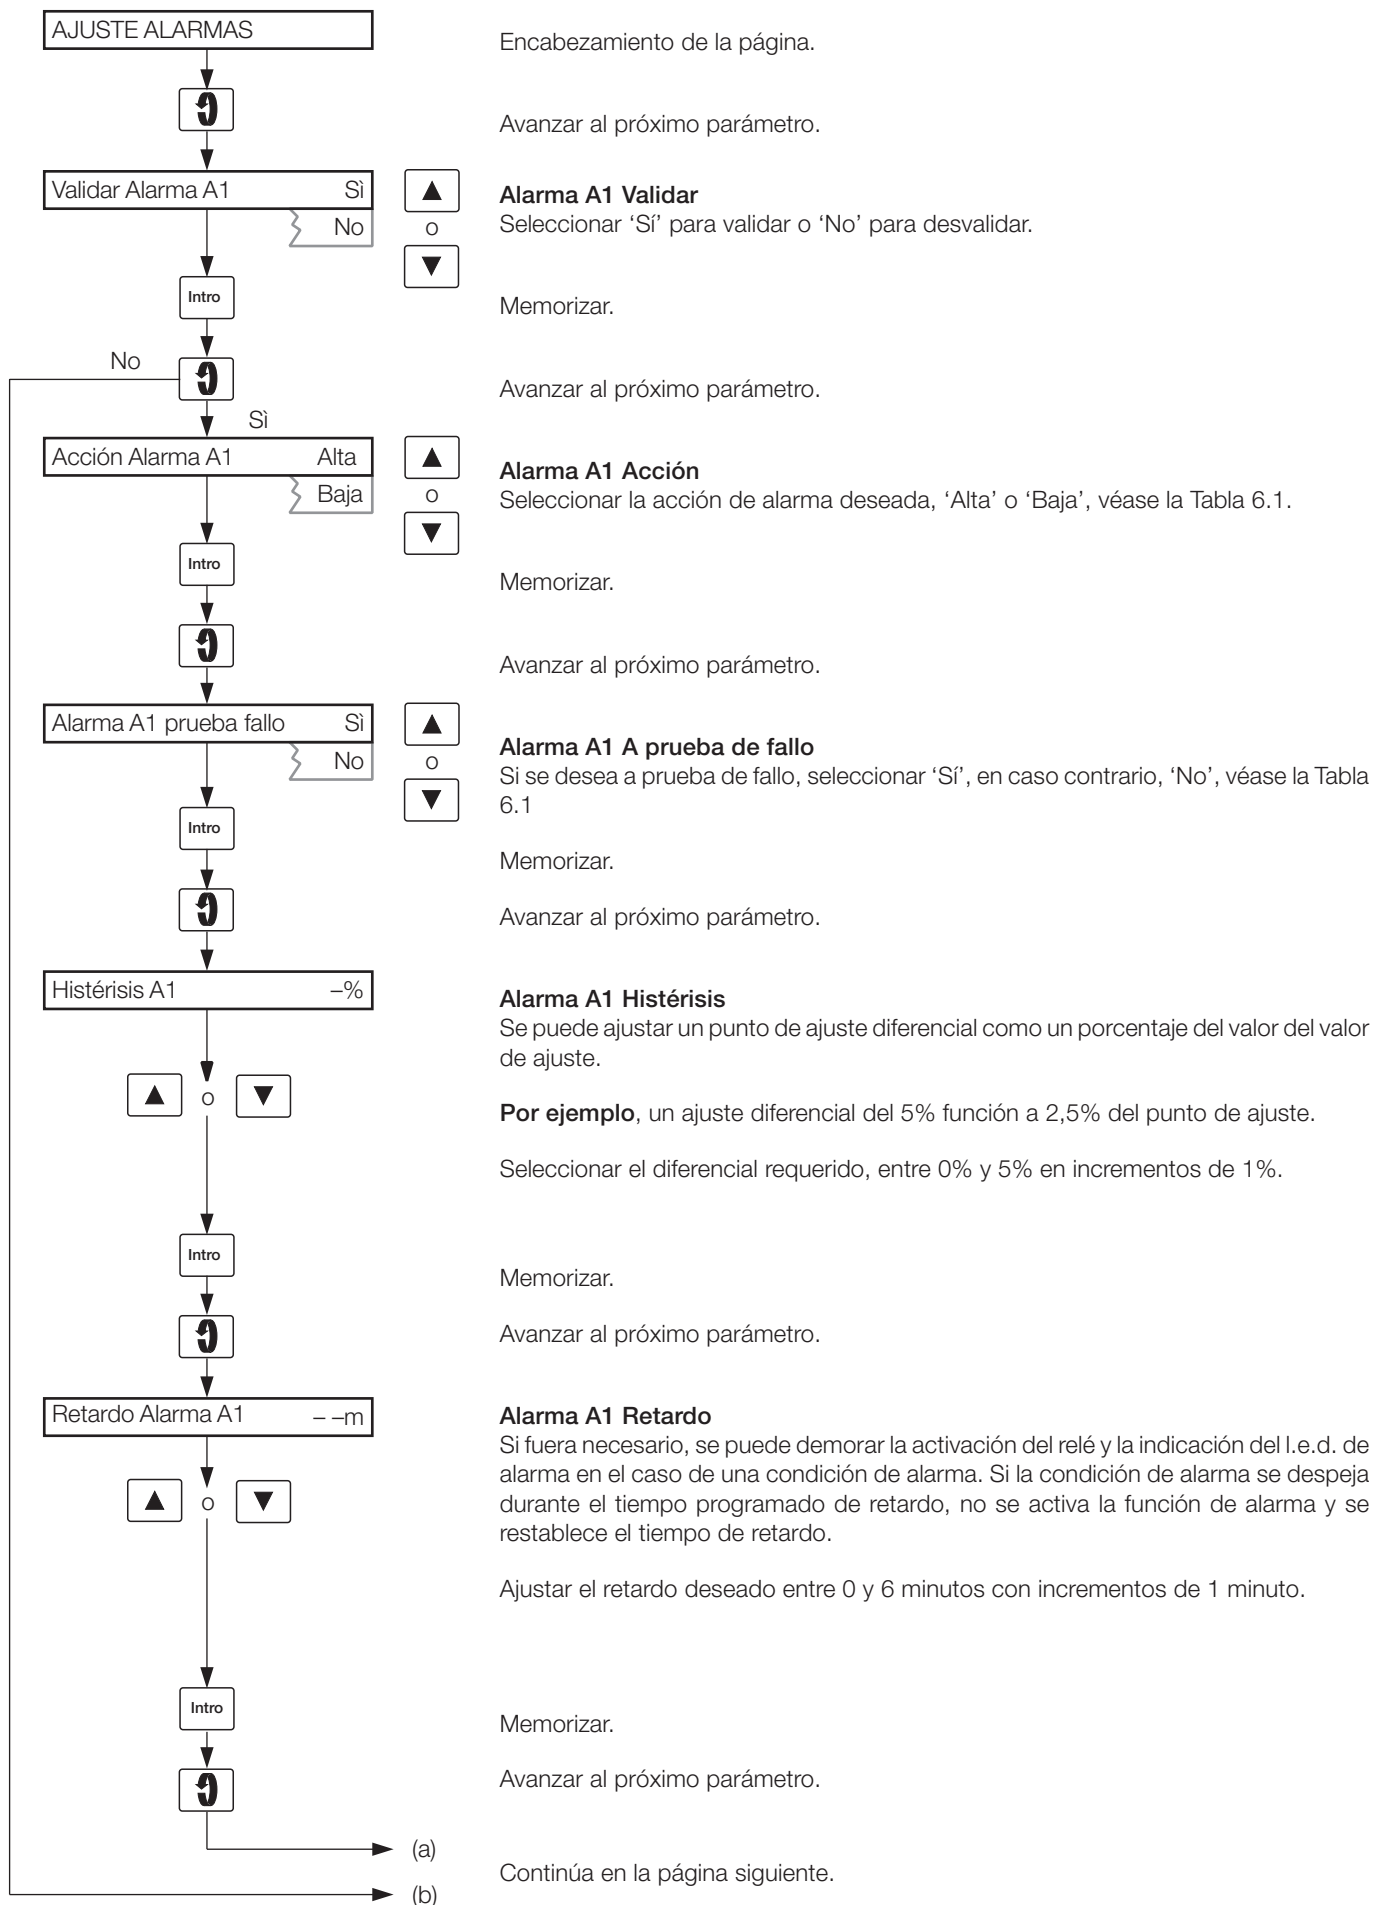 AJUSTE ALARMAS
Encabezamiento de la página.
Avanzar al próximo parámetro.
Validar Alarma A1 Sì
No
o
Alarma A1 Validar
Seleccionar ‘Sí’ para validar o ‘No’ para desvalidar.
Intro
Memorizar.
No
Avanzar al próximo parámetro.
Sì
Acción Alarma A1 Alta
Baja
o
Alarma A1 Acción
Seleccionar la acción de alarma deseada, ‘Alta’ o ‘Baja’, véase la Tabla 6.1.
Intro
Memorizar.
Avanzar al próximo parámetro.
Alarma A1 prueba fallo Sì
No
o
Alarma A1 A prueba de fallo
Si se desea a prueba de fallo, seleccionar ‘Sí’, en caso contrario, ‘No’, véase la Tabla
6.1
Intro
Memorizar.
Avanzar al próximo parámetro.
Histérisis A1 –%
Alarma A1 Histérisis
Se puede ajustar un punto de ajuste diferencial como un porcentaje del valor del valor
de ajuste.
o
Por ejemplo, un ajuste diferencial del 5% función a 2,5% del punto de ajuste.
Seleccionar el diferencial requerido, entre 0% y 5% en incrementos de 1%.
Intro
Memorizar.
Avanzar al próximo parámetro.
Retardo Alarma A1 – –m
Alarma A1 Retardo
Si fuera necesario, se puede demorar la activación del relé y la indicación del l.e.d. de
alarma en el caso de una condición de alarma. Si la condición de alarma se despeja
durante el tiempo programado de retardo, no se activa la función de alarma y se
restablece el tiempo de retardo.
o
Ajustar el retardo deseado entre 0 y 6 minutos con incrementos de 1 minuto.
Intro
Memorizar.
Avanzar al próximo parámetro.
(a)
Continúa en la página siguiente.
(b)